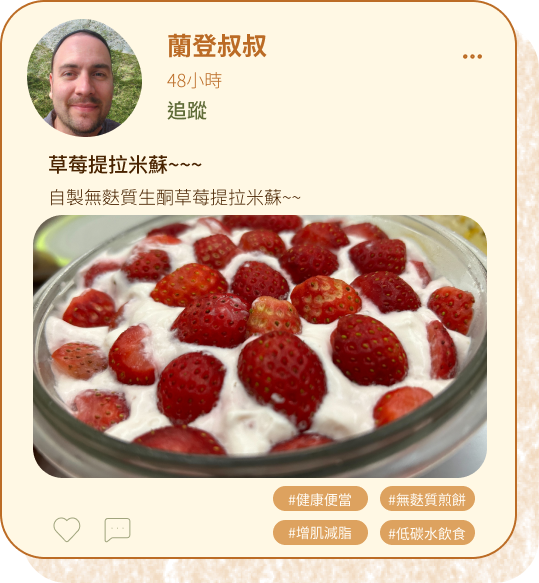 蘭登叔叔
48小時
追蹤
草莓提拉米蘇~~~
自製無麩質生酮草莓提拉米蘇~~
#健康便當
#無麩質煎餅
#增肌減脂
#低碳水飲食